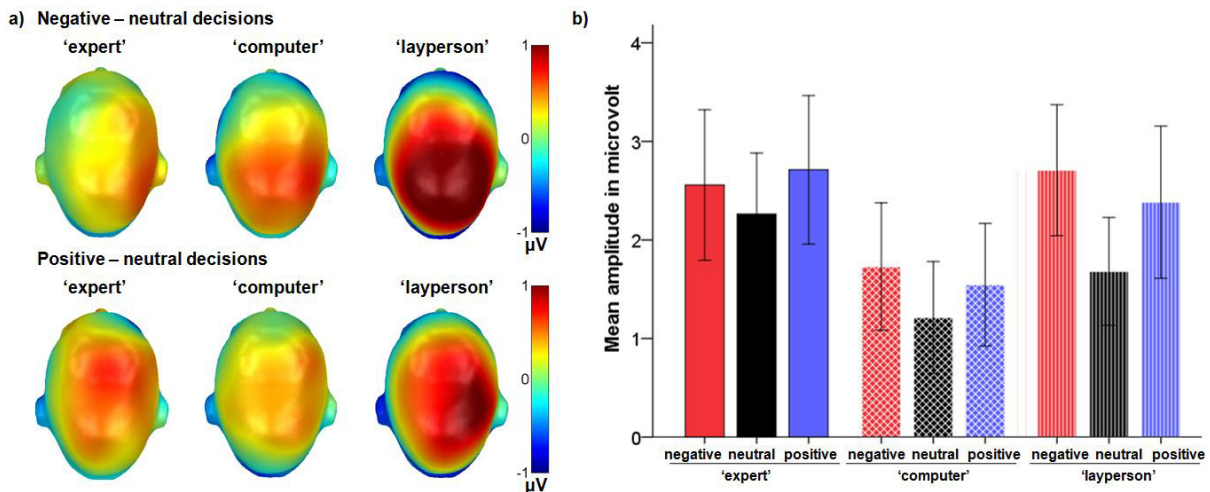 a) Negative – neutral decisions
'expert' 'computer' 'layperson'
1
0
-1
µV
Positive – neutral decisions
'expert' 'computer' 'layperson'
1
0
-1
µV
b)
Mean amplitude in microvolt
4
3
2
1
0
negative neutral positive negative neutral positive negative neutral positive
'expert' 'computer' 'layperson'